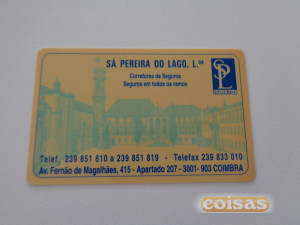 SÁ PEREIRA DO LAGO, L.da
Corretores de Seguros
Seguros em todos os ramos
SPL
Telef. 239 851 810 a 239 851 819 - Telefax 239 833 010
Av. Fernão de Magalhães, 415 - Apartado 207 - 3001-903 COIMBRA
coisas